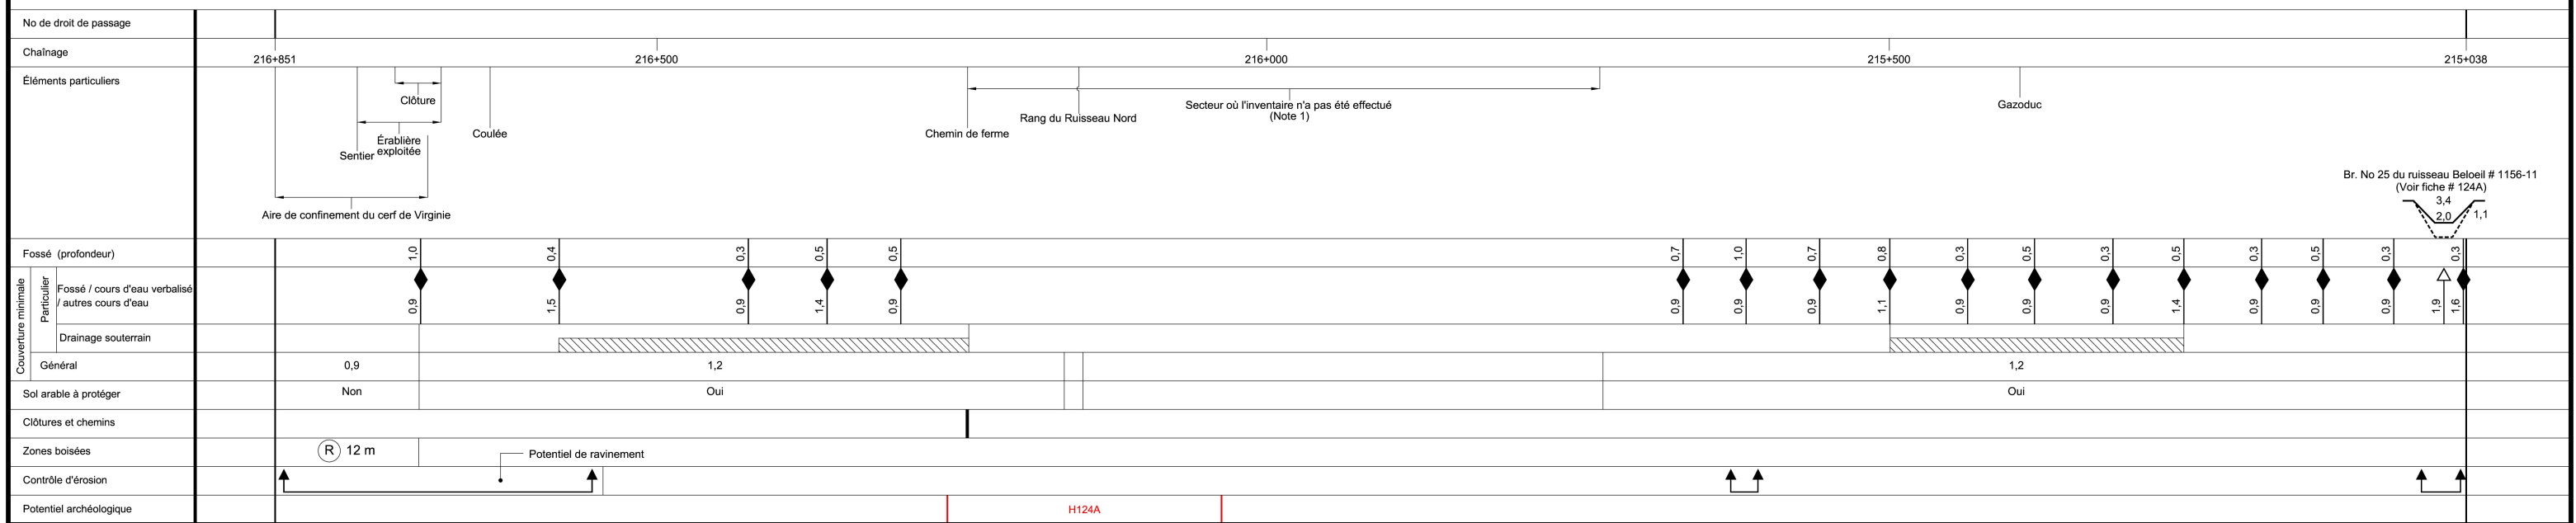 No de droit de passage
Chaînage
216+851 216+500 216+000 215+500 215+038
Éléments particuliers
Clôture
Érablière
exploitée
Sentier
Coulée
Aire de confinement du cerf de Virginie
Chemin de ferme
Rang du Ruisseau Nord
Secteur où l'inventaire n'a pas été effectué
(Note 1)
Gazoduc
Br. No 25 du ruisseau Beloeil # 1156-11
(Voir fiche # 124A)
3,4
2,0 1,1
Fossé (profondeur)
1,0 0,4 0,3 0,5 0,5 0,7 1,0 0,7 0,8 0,3 0,5 0,3 0,5 0,3 0,5 0,3 0,3
Couverture minimale
Particulier
Fossé / cours d'eau verbalisé
/ autres cours d'eau
0,9 1,5 0,9 1,4 0,9 0,9 0,9 0,9 1,1 0,9 0,9 0,9 1,4 0,9 0,9 0,9 1,9 1,6
Drainage souterrain
Général
0,9 1,2 1,2
Sol arable à protéger
Non Oui Oui
Clôtures et chemins
Zones boisées
R 12 m
Potentiel de ravinement
Contrôle d'érosion
Potentiel archéologique
H124A